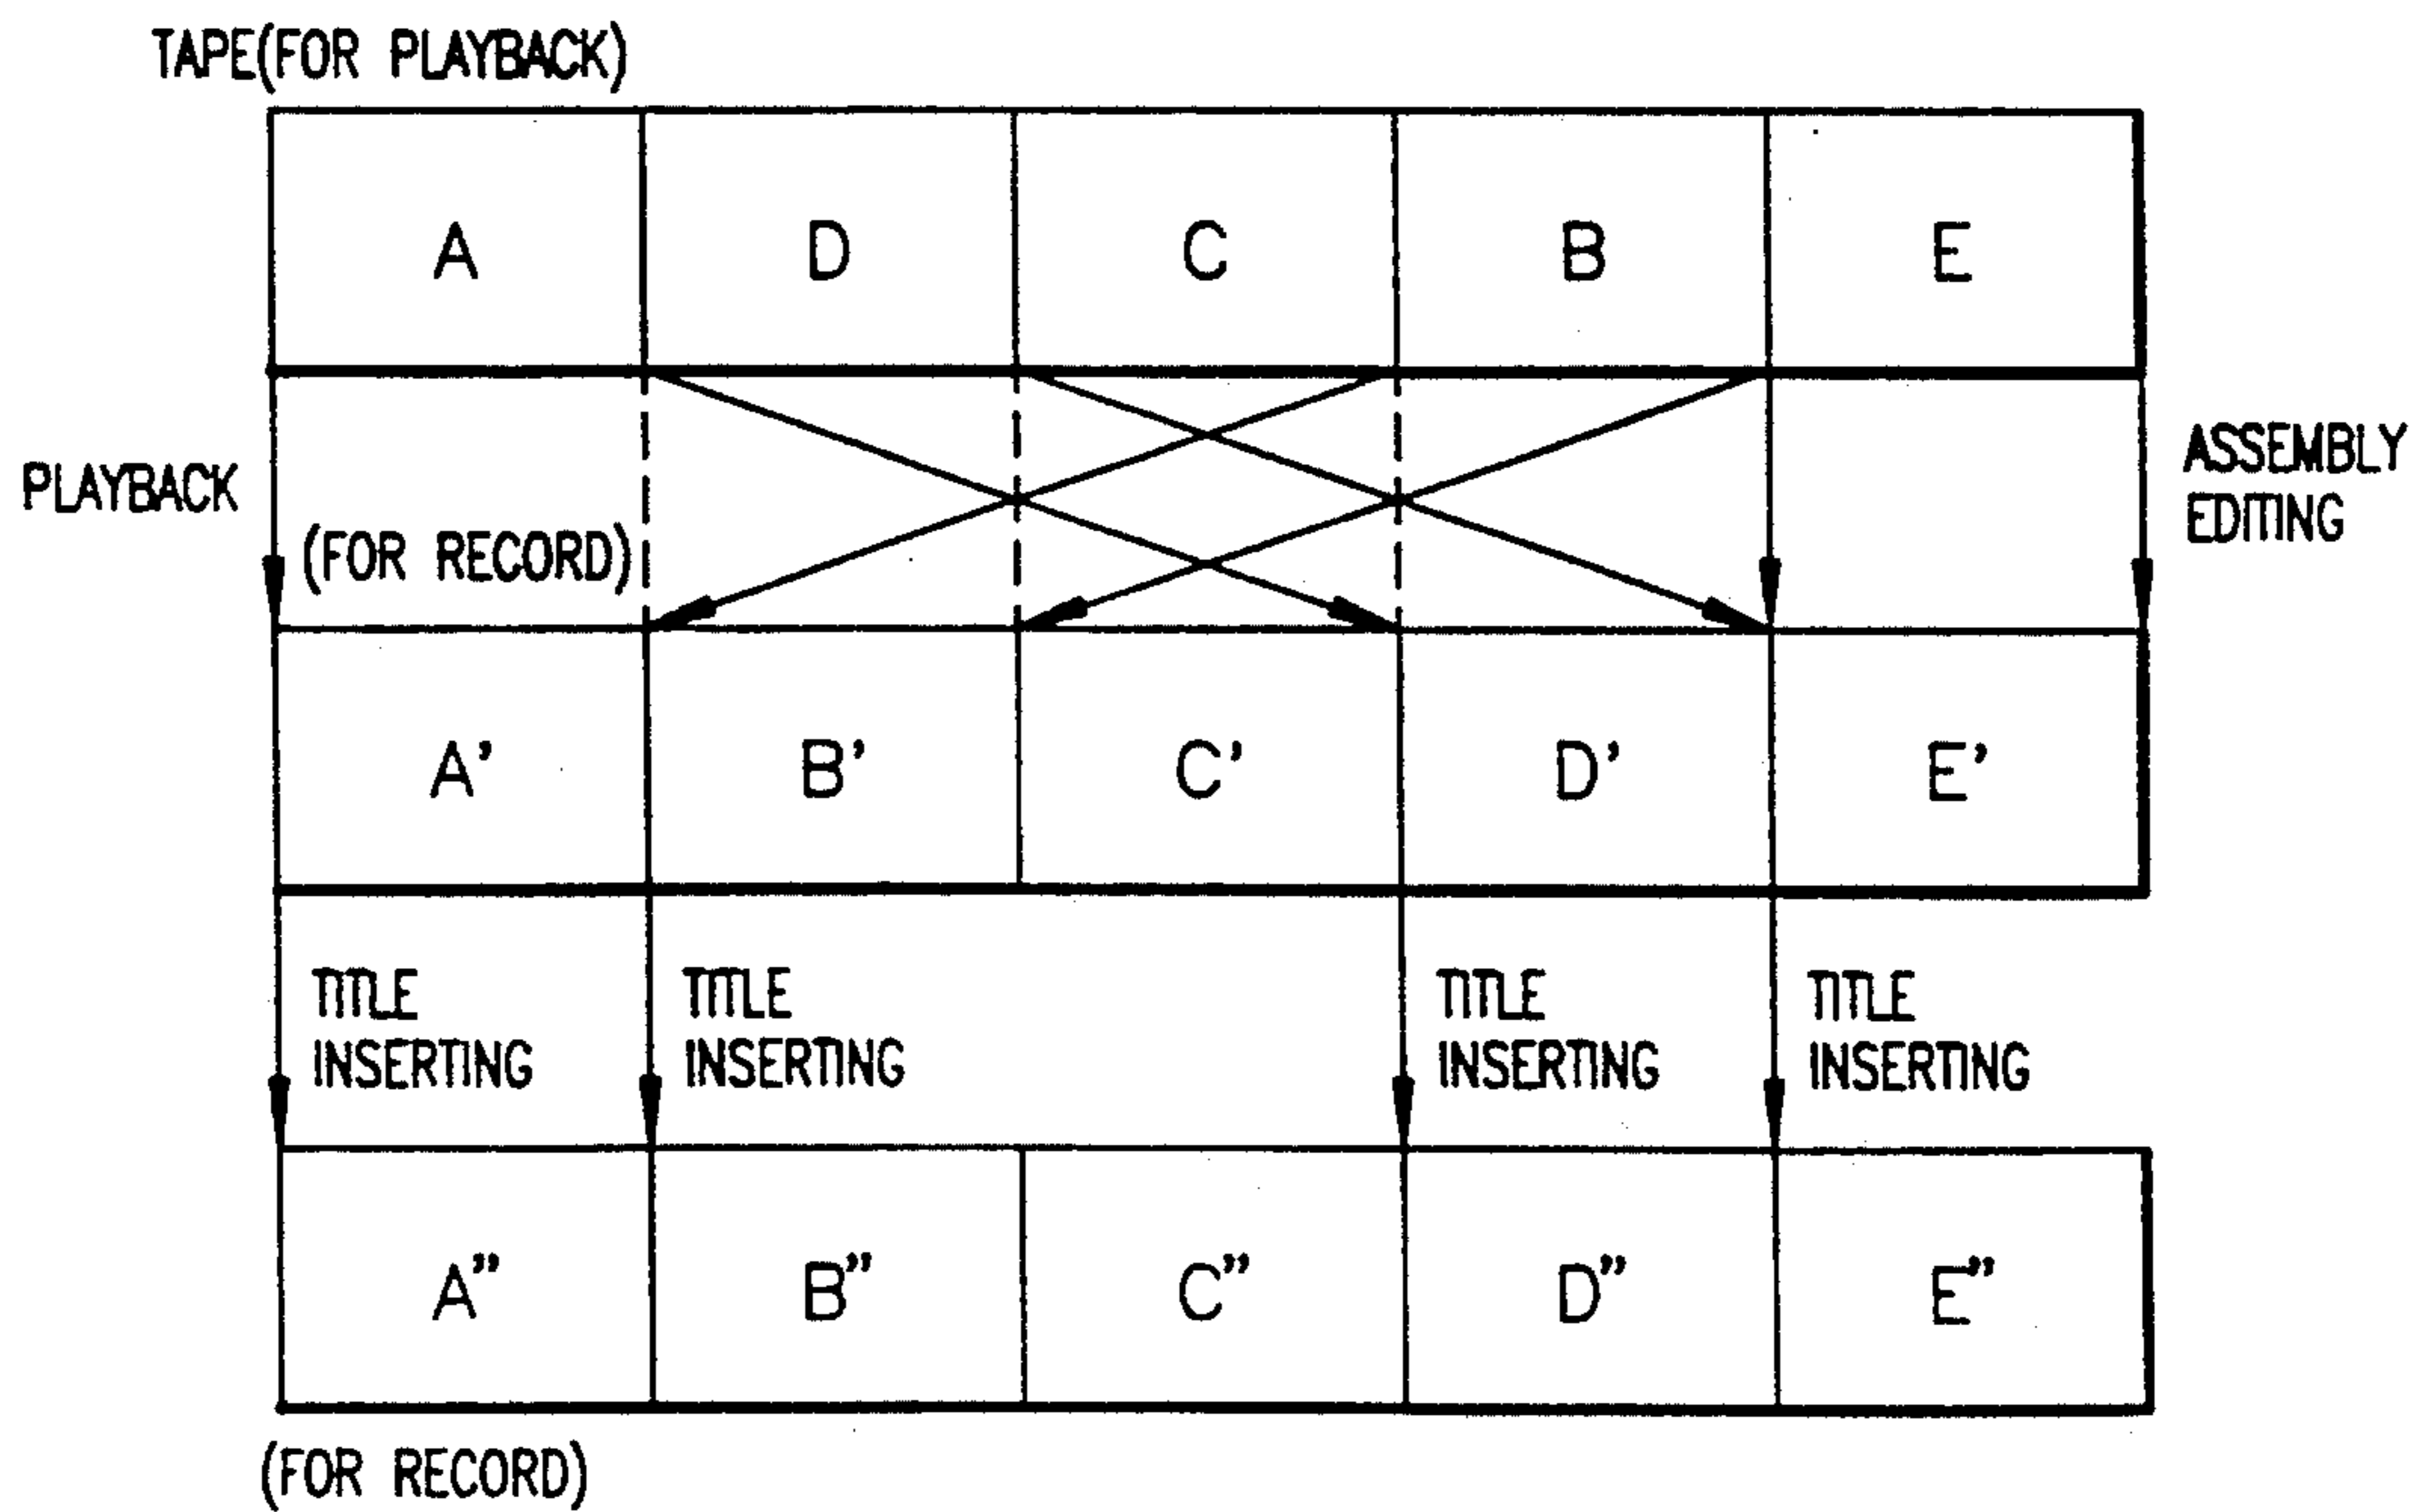 TAPE(FOR PLAYBACK)
A D C B E
PLAYBACK
(FOR RECORD)
ASSEMBLY
EDITING
A' B' C' D' E'
TITLE
INSERTING
TITLE
INSERTING
TITLE
INSERTING
TITLE
INSERTING
A” B” C” D” E”
(FOR RECORD)